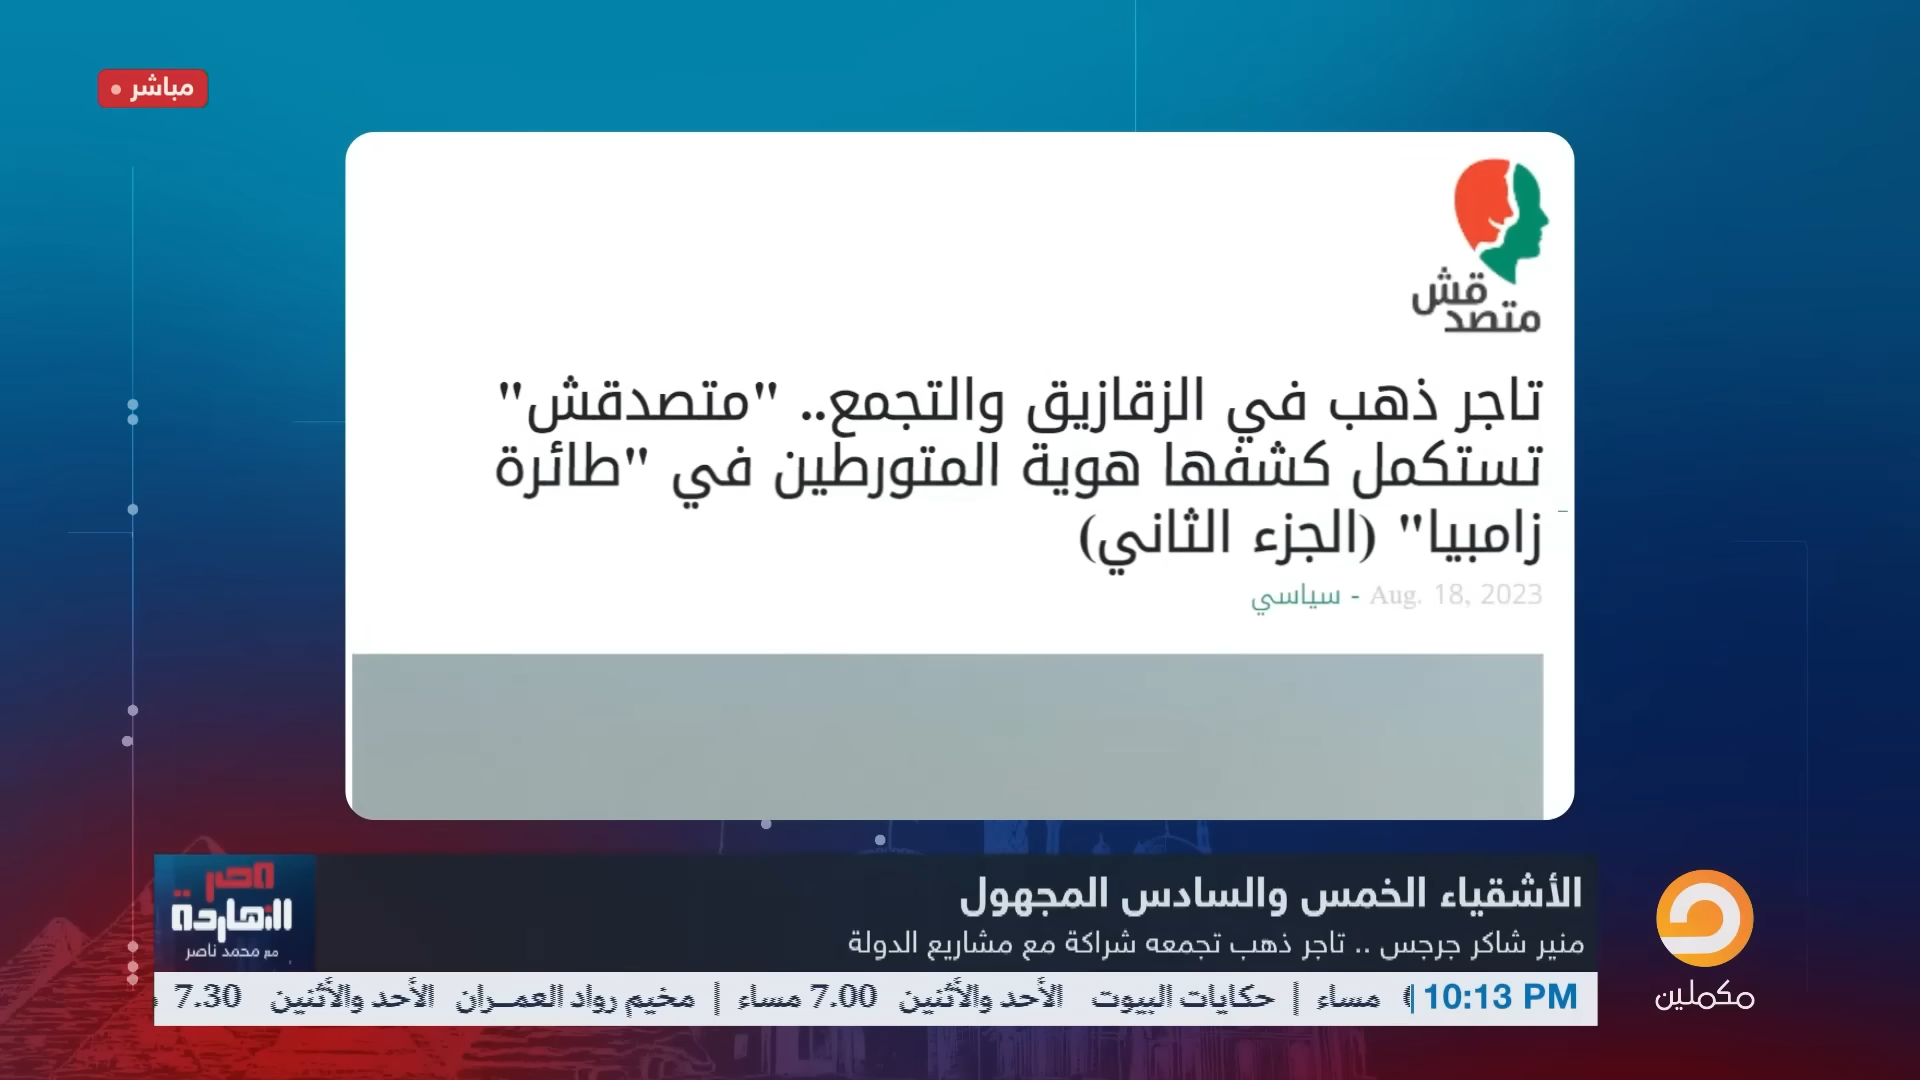 مباشر
متصدقش
تاجر ذهب في الزقازيق والتجمع.. "متصدقش"
تستكمل كشفها هوية المتورطين في "طائرة
زامبيا" (الجزء الثاني)
Aug. 18, 2023 - سياسي
مصر
النهاردة
مع محمد ناصر
الأشقياء الخمس والسادس المجهول
منير شاكر جرجس .. تاجر ذهب تجمعه شراكة مع مشاريع الدولة
10:13 PM
مساء | حكايات البيوت الأحد والأثنين 7.00 مساء | مخيم رواد العمـــران الأحد والأثنين 7.30
مكملين